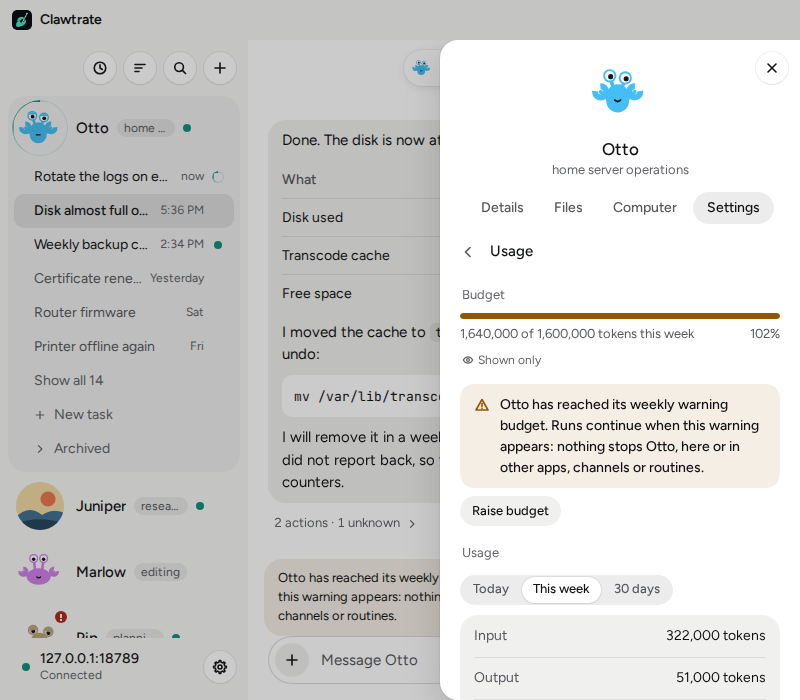 Clawtrate
Otto home ...
Rotate the logs on e... now
Disk almost full o... 5:36 PM
Weekly backup c... 2:34 PM
Certificate rene... Yesterday
Router firmware Sat
Printer offline again Fri
Show all 14
New task
Archived
Juniper resea...
Marlow editing
Pip planni...
127.0.0.1:18789
Connected
Done. The disk is now at
What
Disk used
Transcode cache
Free space
I moved the cache to
undo:
mv /var/lib/transc
I will remove it in a week
did not report back, so
counters.
2 actions · 1 unknown
Otto has reached its weekly
this warning appears: nothin
channels or routines.
Message Otto
Otto
home server operations
Details Files Computer Settings
Usage
Budget
1,640,000 of 1,600,000 tokens this week 102%
Shown only
Otto has reached its weekly warning
budget. Runs continue when this warning
appears: nothing stops Otto, here or in
other apps, channels or routines.
Raise budget
Usage
Today This week 30 days
Input 322,000 tokens
Output 51,000 tokens